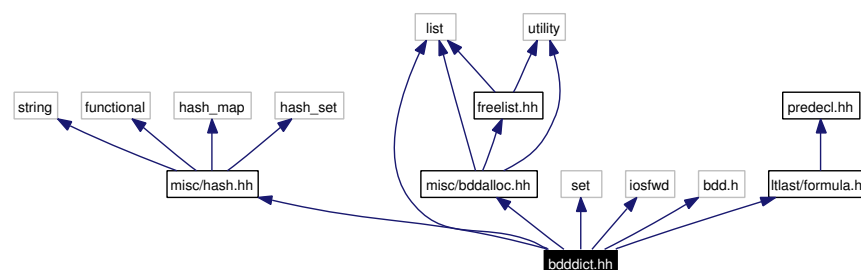 list
utility
string
functional
hash_map
hash_set
freelist.hh
predecl.hh
misc/hash.hh
misc/bddalloc.hh
set
iosfwd
bdd.h
ltlast/formula.h
bdddict.hh